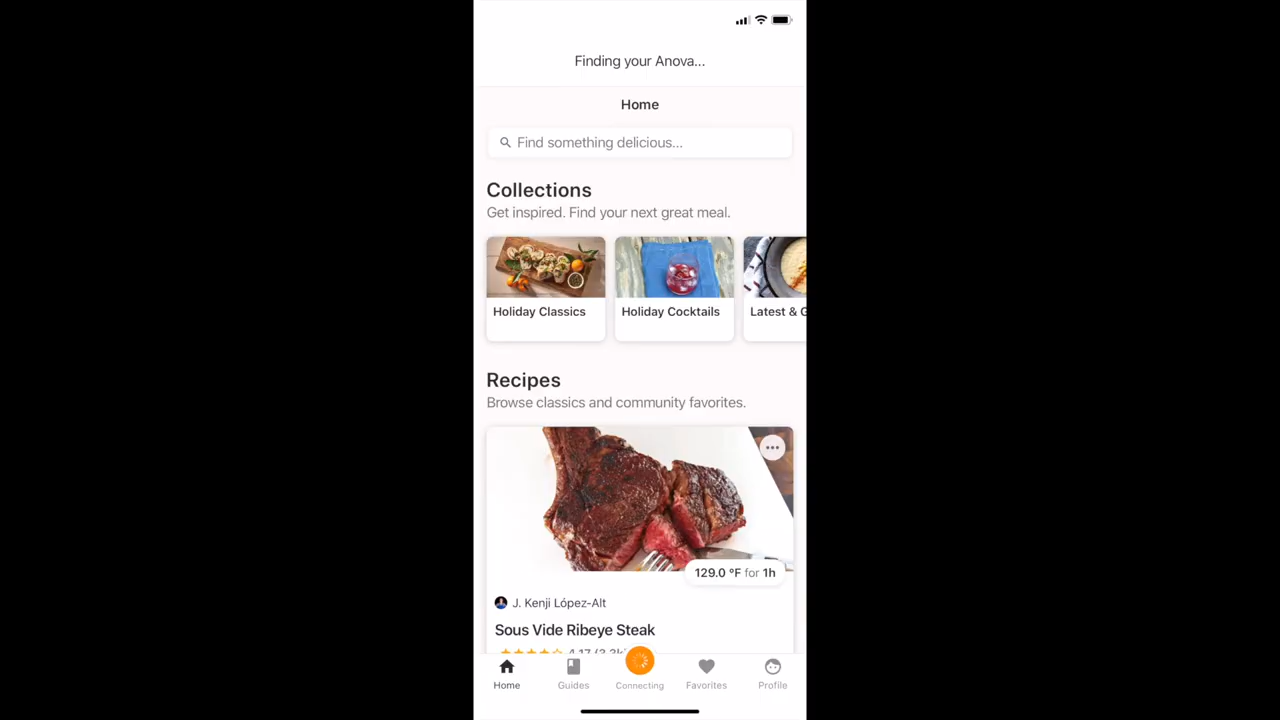 Finding your Anova...
Home
Find something delicious...
Collections
Get inspired. Find your next great meal.
Holiday Classics
Holiday Cocktails
Latest & G
Recipes
Browse classics and community favorites.
129.0 °F for 1h
J. Kenji López-Alt
Sous Vide Ribeye Steak
Home
Guides
Connecting
Favorites
Profile